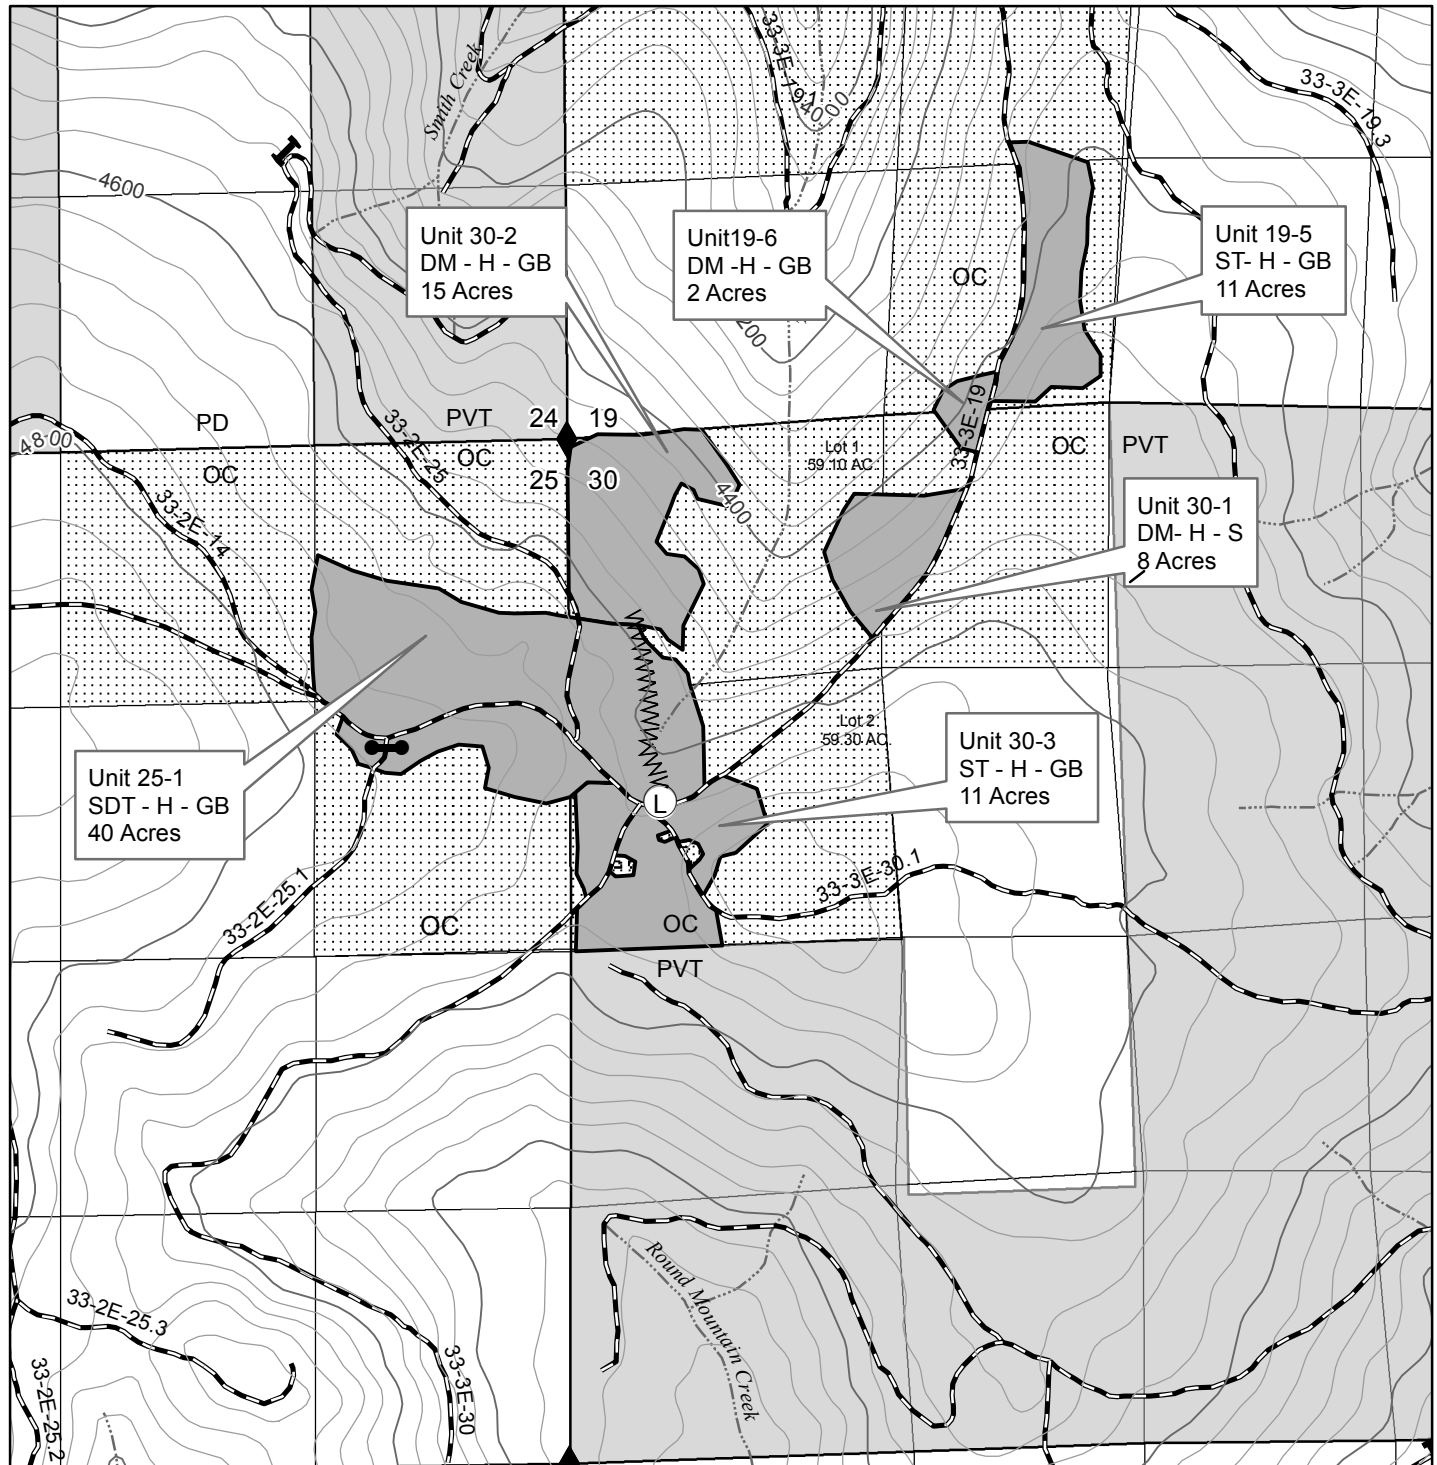 Smith Creek
33-3E-19.1
4000
33-3E-19.3
4600
Unit 30-2
DM - H - GB
15 Acres
Unit19-6
DM -H - GB
2 Acres
Unit 19-5
ST- H - GB
11 Acres
OC
200
PD
PVT
24
19
4800
OC
33-2E-25
OC
25
30
33-3E-19
Lot 1
59.10 AC.
OC
PVT
4400
33-2E-14
Unit 30-1
DM- H - S
8 Acres
Lot 2
59.30 AC.
Unit 25-1
SDT - H - GB
40 Acres
Unit 30-3
ST - H - GB
11 Acres
L
33-2E-25.1
33-3E-30.1
OC
OC
PVT
Round Mountain Creek
33-2E-25.3
33-2E-25.2
33-3E-30